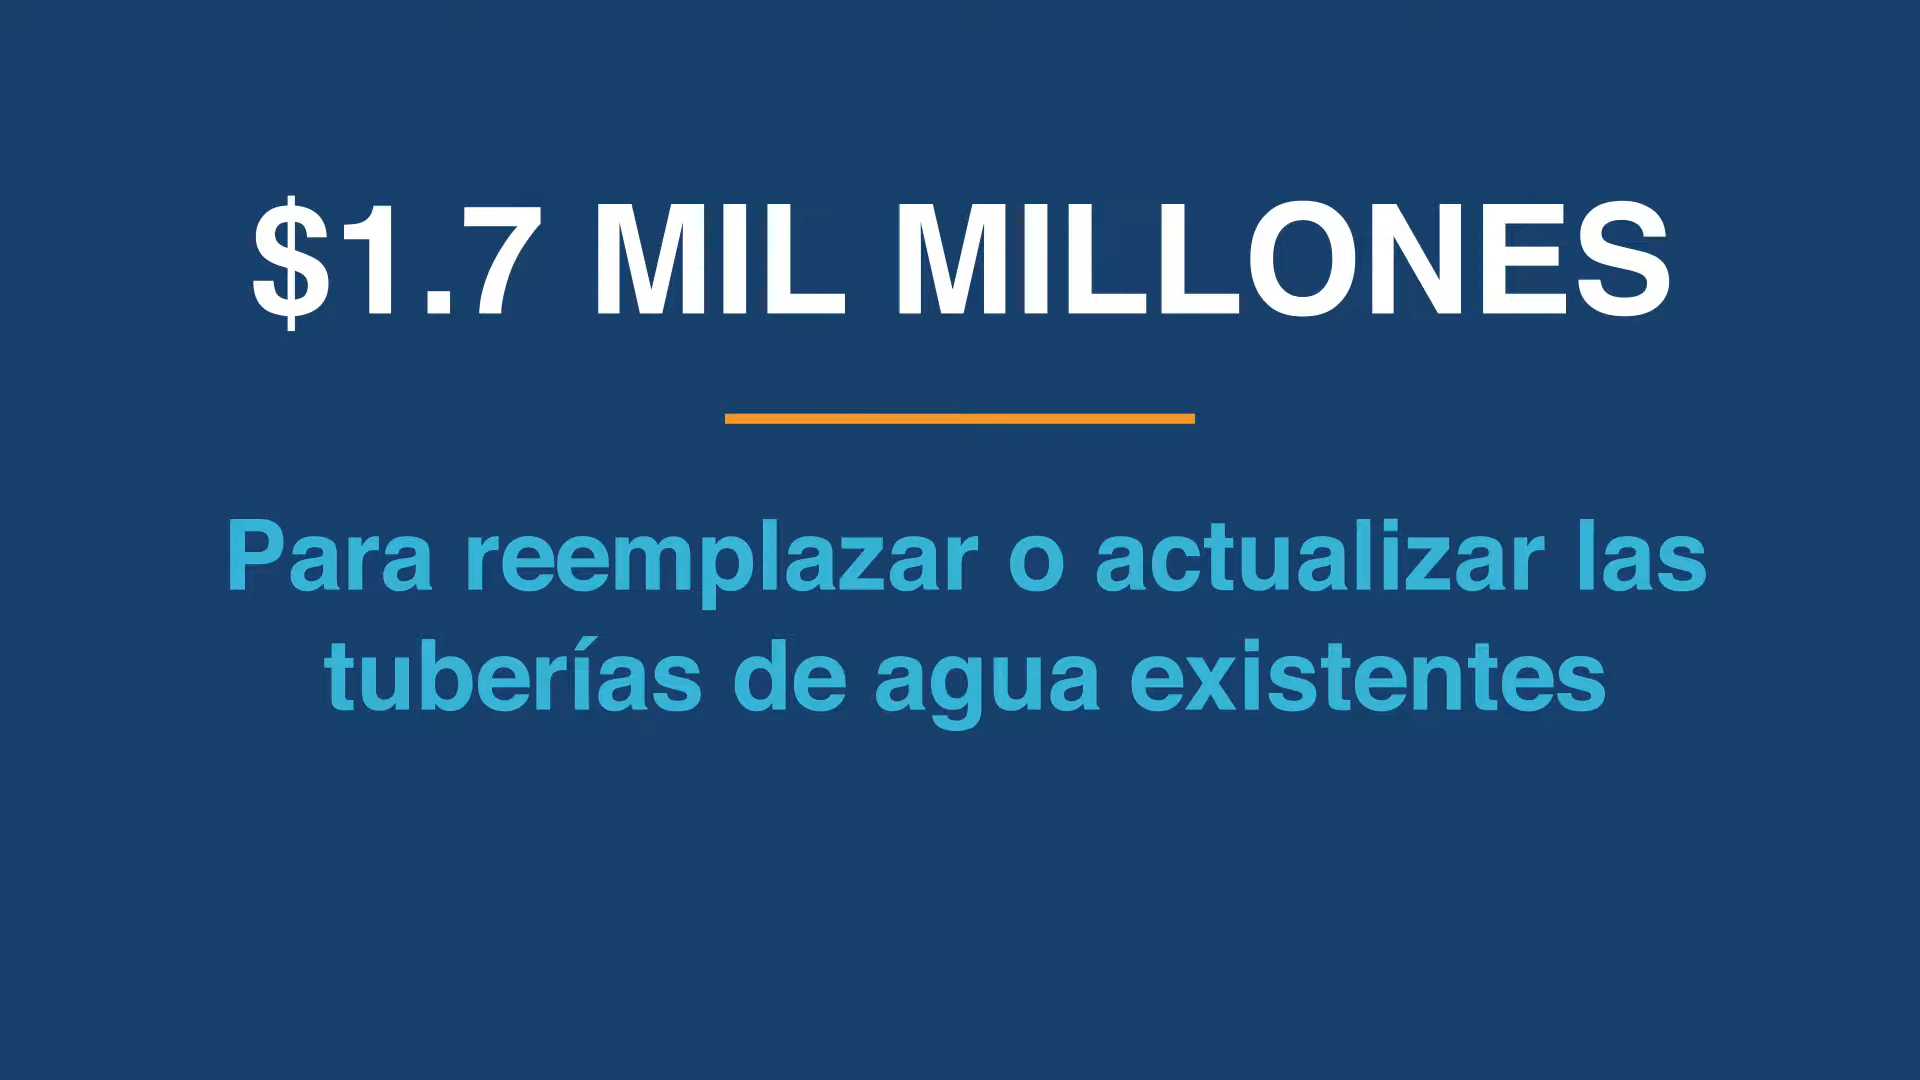 $1.7 MIL MILLONES
Para reemplazar o actualizar las
tuberías de agua existentes